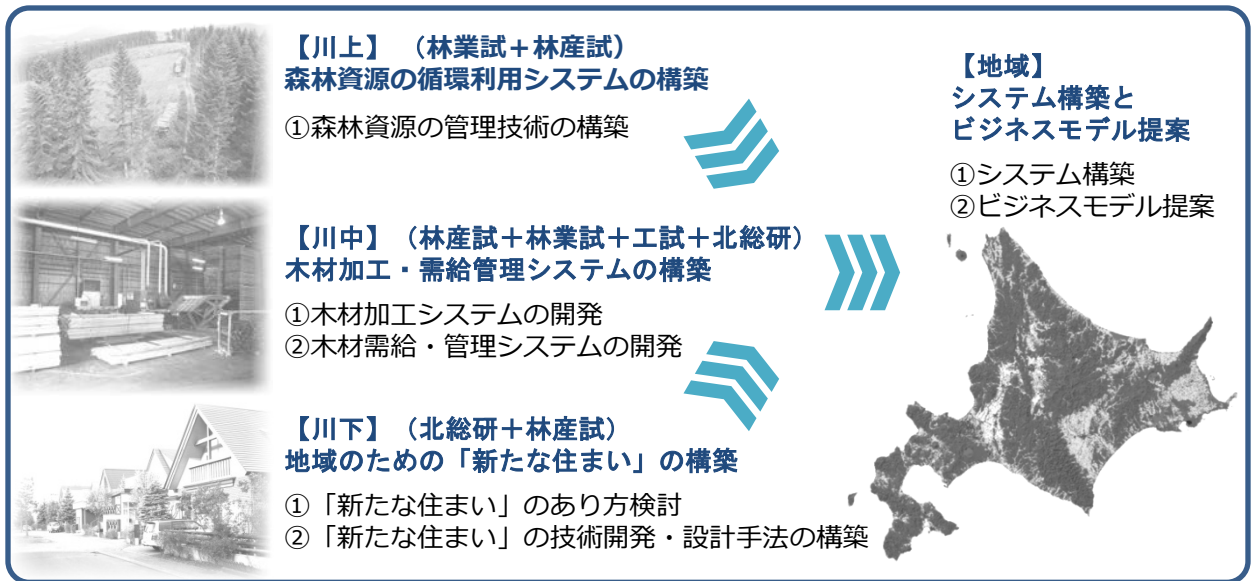 【川上】 （林業試＋林産試）
森林資源の循環利用システムの構築
①森林資源の管理技術の構築
【川中】（林産試＋林業試＋工試＋北総研）
木材加工・需給管理システムの構築
①木材加工システムの開発
②木材需給・管理システムの開発
【川下】（北総研＋林産試）
地域のための「新たな住まい」の構築
①「新たな住まい」のあり方検討
②「新たな住まい」の技術開発・設計手法の構築
【地域】
システム構築と
ビジネスモデル提案
①システム構築
②ビジネスモデル提案